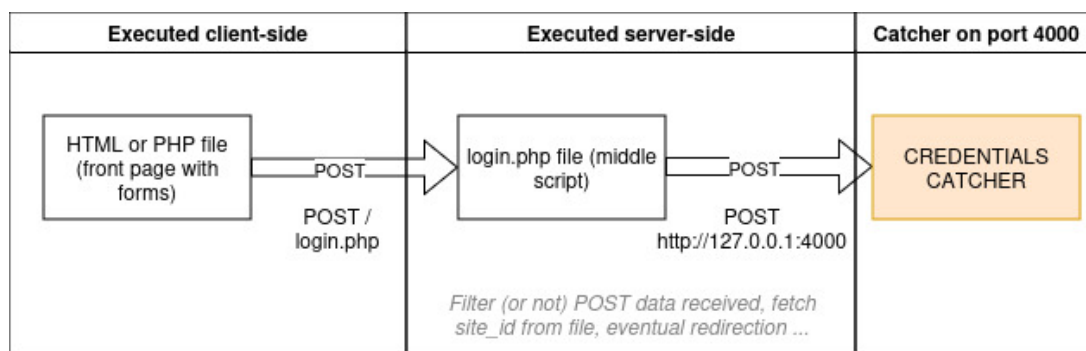 Executed client-side
Executed server-side
Catcher on port 4000
HTML or PHP file
(front page with
forms)
POST
POST /
login.php
login.php file (middle
script)
POST
POST
http://127.0.0.1:4000
CREDENTIALS
CATCHER
Filter (or not) POST data received, fetch
site_id from file, eventual redirection ...